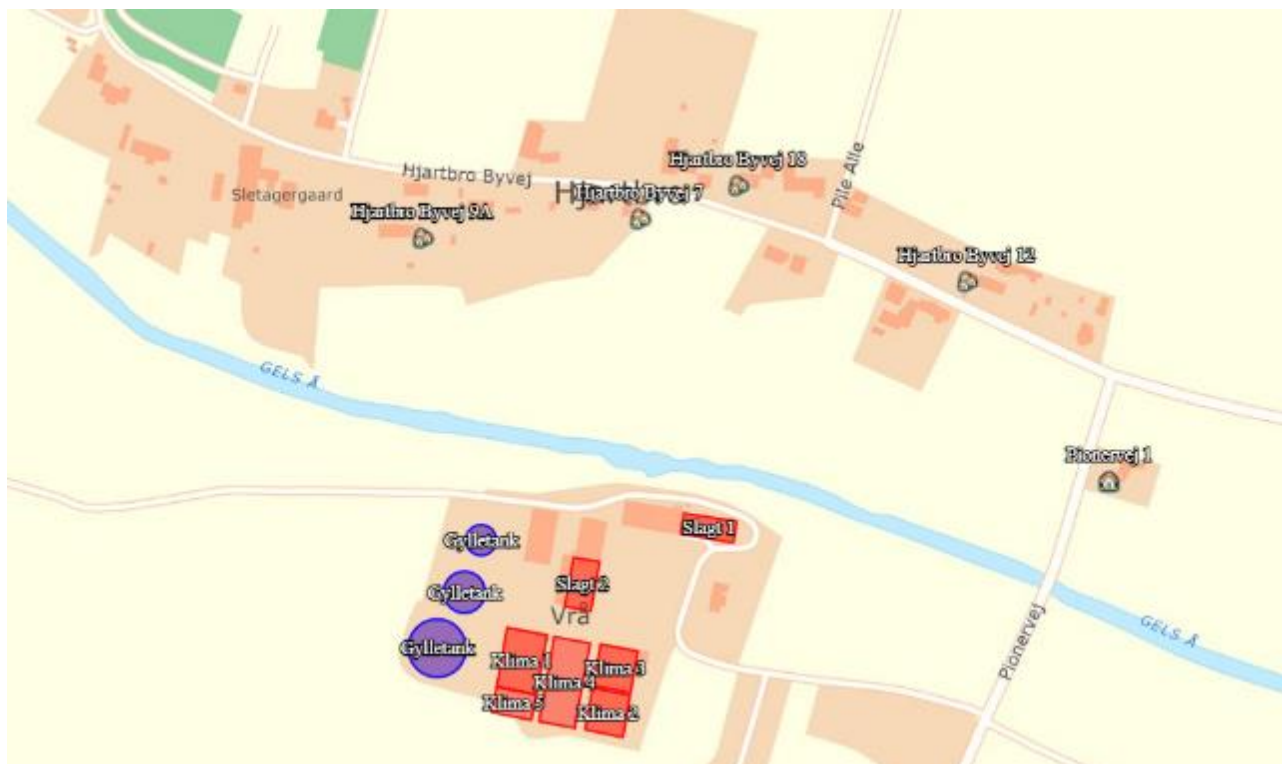 Hjartbro Byvej 18
Hjartbro Byvej
Pile Alle
Sletagergaard
Hjartbro Byvej 7
Hjartbro Byvej 9A
Hjartbro Byvej 12
GELS Å
Pionervej 1
Slagt 1
Gylletank
Slagt 2
Gylletank
Vrå
Gylletank
Klima 1
Klima 3
Klima 4
Klima 5
Klima 2
Pionervej
GELS Å